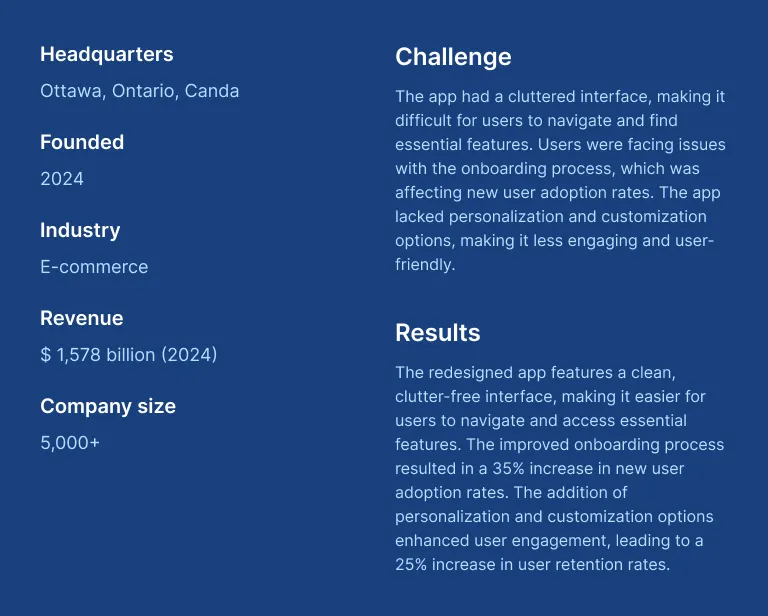 Headquarters
Ottawa, Ontario, Canda
Founded
2024
Industry
E-commerce
Revenue
$ 1,578 billion (2024)
Company size
5,000+
Challenge
The app had a cluttered interface, making it
difficult for users to navigate and find
essential features. Users were facing issues
with the onboarding process, which was
affecting new user adoption rates. The app
lacked personalization and customization
options, making it less engaging and user-
friendly.
Results
The redesigned app features a clean,
clutter-free interface, making it easier for
users to navigate and access essential
features. The improved onboarding process
resulted in a 35% increase in new user
adoption rates. The addition of
personalization and customization options
enhanced user engagement, leading to a
25% increase in user retention rates.